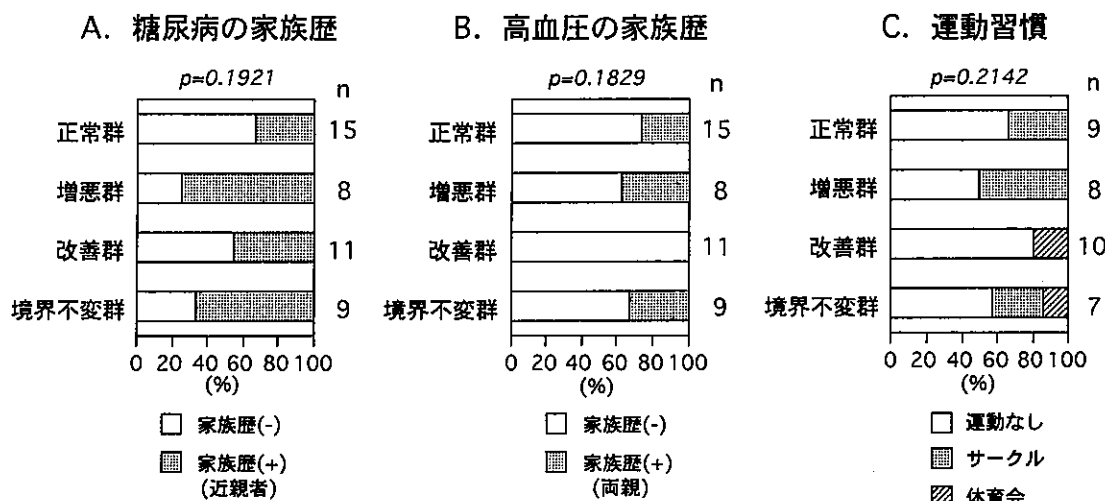 A. 糖尿病の家族歴
p=0.1921
n
正常群 15
増悪群 8
改善群 11
境界不変群 9
0 20 40 60 80 100
(%)
家族歴(-)
家族歴(+)
(近親者)
B. 高血圧の家族歴
p=0.1829
n
正常群 15
増悪群 8
改善群 11
境界不変群 9
0 20 40 60 80 100
(%)
家族歴(-)
家族歴(+)
(両親)
C. 運動習慣
p=0.2142
n
正常群 9
増悪群 8
改善群 10
境界不変群 7
0 20 40 60 80 100
(%)
運動なし
サークル
体育会